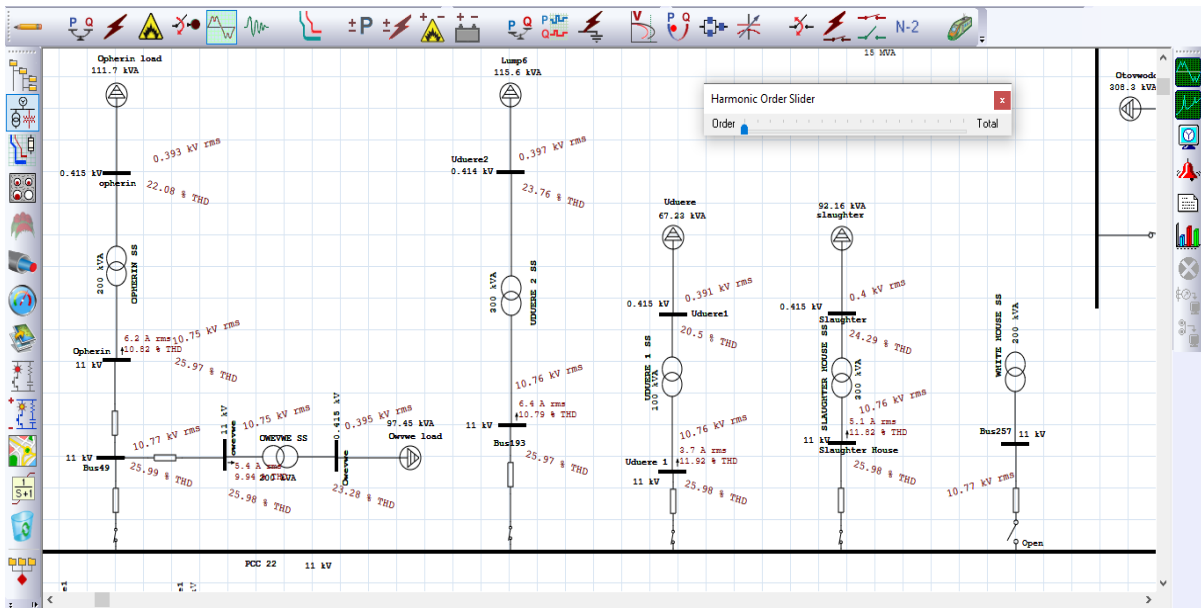 P Q
± P
P Q
P
Q
V
P Q
N-2
15 MVA
Opherin load
111.7 kVA
Lump6
115.6 kVA
Harmonic Order Slider
x
Order
Total
Otovwodo
308.3 kVA
0.393 kV rms
0.415 kV
opherin
22.08 % THD
Uduere2
0.414 kV
0.397 kV rms
23.76 % THD
Uduere
67.23 kVA
92.16 kVA
slaughter
200 kVA
OPHERIN SS
300 kVA
UDUERE 2 SS
0.415 kV
0.391 kV rms
Uduere1
20.5 % THD
0.415 kV
0.4 kV rms
Slaughter
24.29 % THD
WHITE HOUSE SS
200 kVA
6.2 A rms
10.82 % THD
10.75 kV rms
Opherin
11 kV
25.97 % THD
UDUERE 1 SS
100 kVA
SLAUGHTER HOUSE SS
300 kVA
10.76 kV rms
6.4 A rms
10.79 % THD
11 kV
Bus193
25.97 % THD
10.77 kV rms
11 kV
Bus49
25.99 % THD
11 kV
owevwe
10.75 kV rms
OWEVWE SS
200 kVA
5.4 A rms
9.94 % THD
25.98 % THD
0.415 kV
Owevwe
0.395 kV rms
97.45 kVA
Owvwe load
23.28 % THD
10.76 kV rms
3.7 A rms
11.92 % THD
Uduere 1
11 kV
25.98 % THD
10.76 kV rms
5.1 A rms
11.82 % THD
11 kV
Slaughter House
25.98 % THD
Bus257
11 kV
10.77 kV rms
Open
PCC 22
11 kV
1
S+1